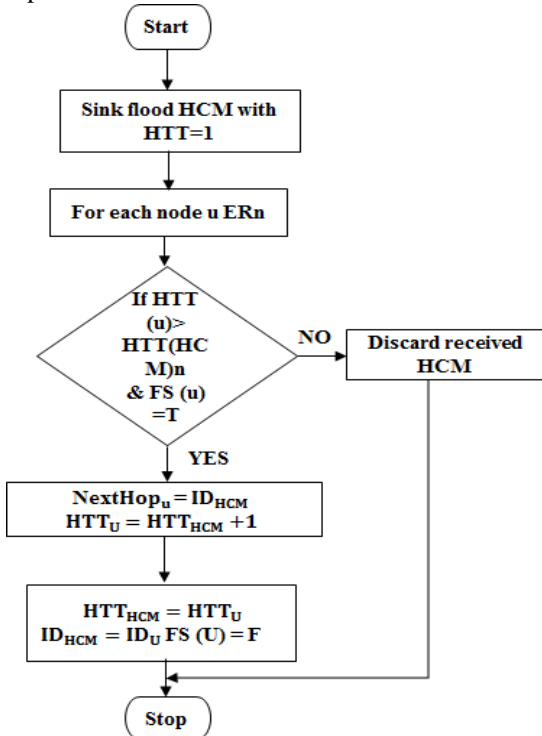 Start
Sink flood HCM with
HTT=1
For each node u ERn
If HTT
(u)>
HTT(HC
M)n
& FS (u)
=T
NO
Discard received
HCM
YES
NextHopu = IDHCM
HTTU = HTTHCM +1
HTTHCM = HTTU
IDHCM = IDU FS (U) = F
Stop